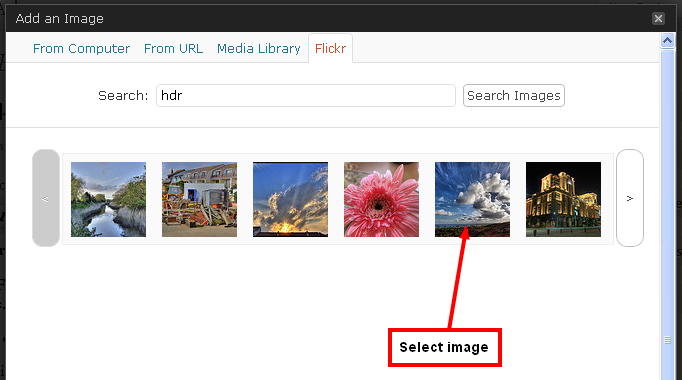 Add an Image
From Computer From URL Media Library Flickr
Search: hdr Search Images
< >
Select image